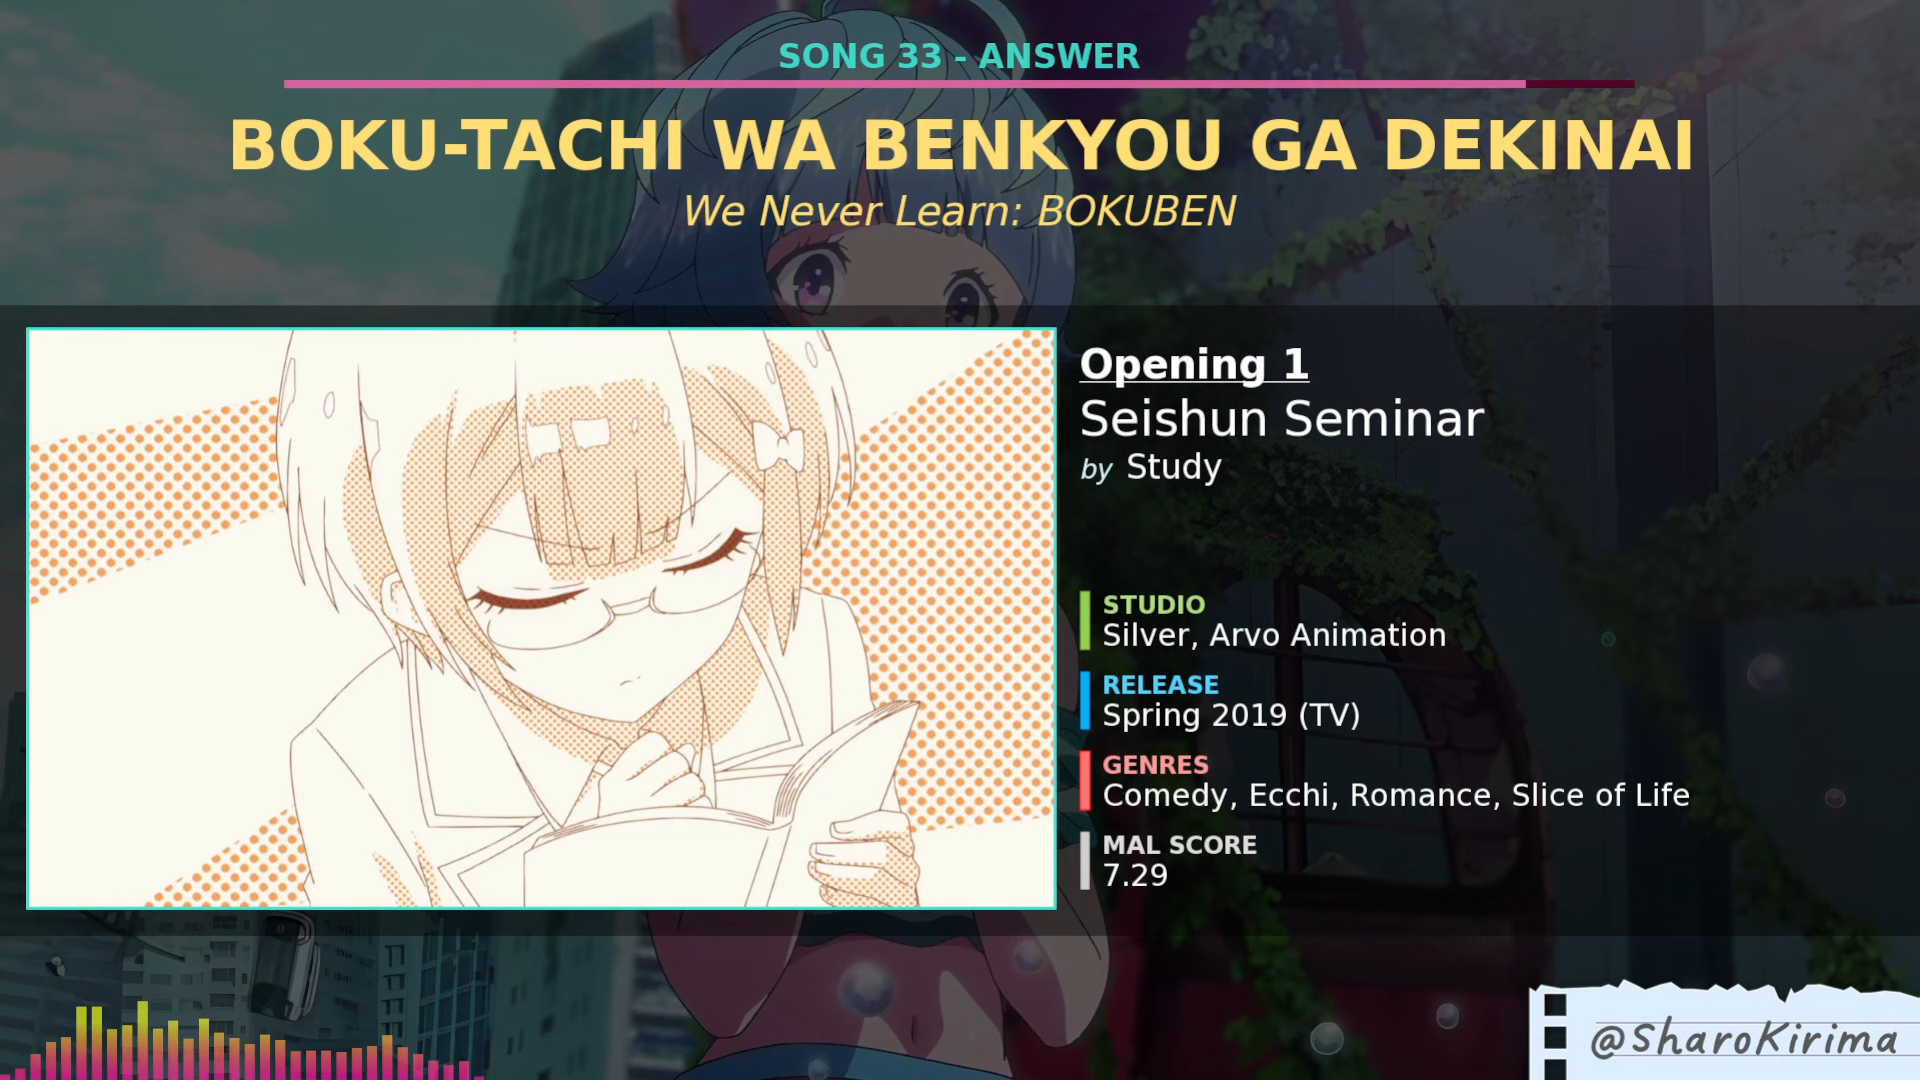 SONG 33 - ANSWER
BOKU-TACHI WA BENKYOU GA DEKINAI
We Never Learn: BOKUBEN
Opening 1
Seishun Seminar
by Study
STUDIO
Silver, Arvo Animation
RELEASE
Spring 2019 (TV)
GENRES
Comedy, Ecchi, Romance, Slice of Life
MAL SCORE
7.29
@SharoKirima